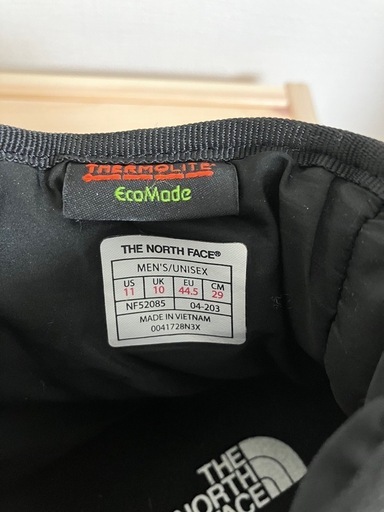 THERMOLITE
EcoMade
THE NORTH FACE®
MEN'S/UNISEX
US UK EU CM
11 10 44.5 29
NF52085 04-203
MADE IN VIETNAM
0041728N3X
THE
NORTH
FACE